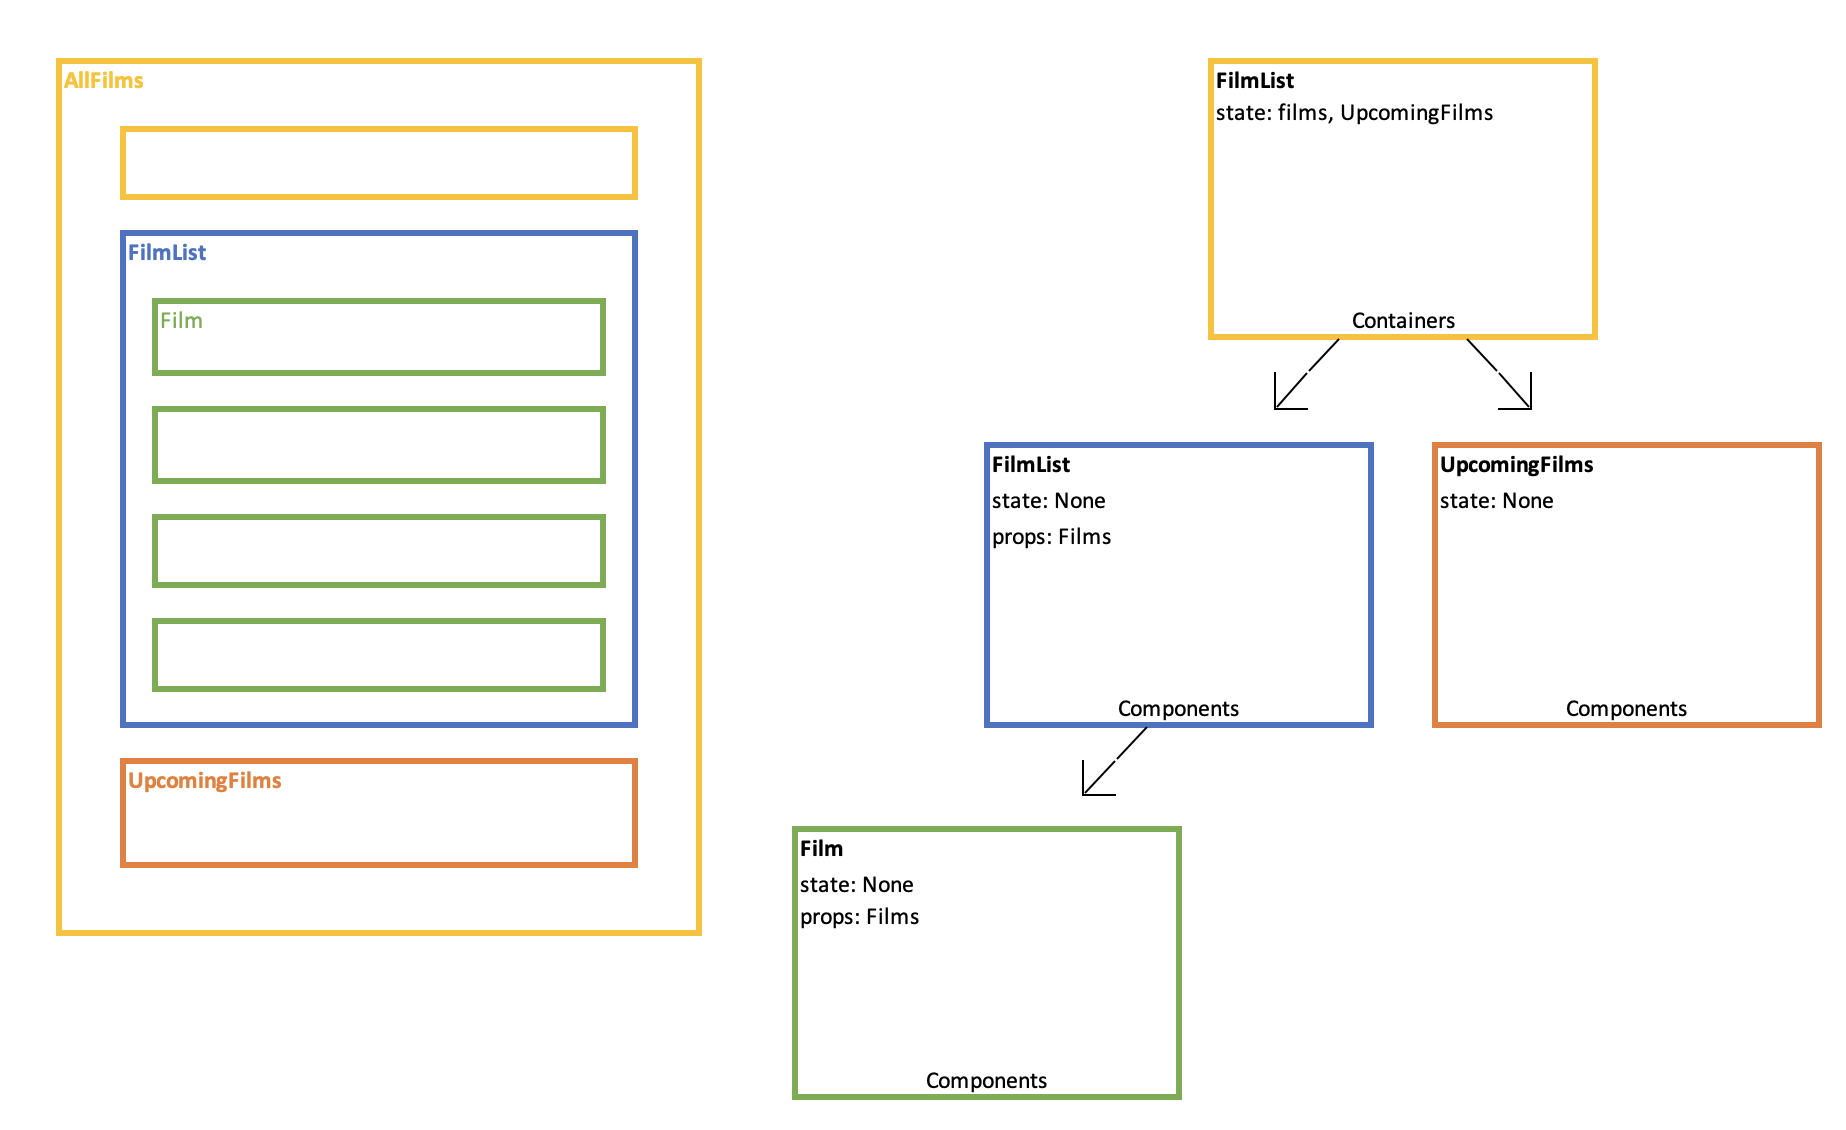 AllFilms
FilmList
Film
UpcomingFilms
FilmList
state: films, UpcomingFilms
Containers
FilmList
state: None
props: Films
Components
UpcomingFilms
state: None
Components
Film
state: None
props: Films
Components